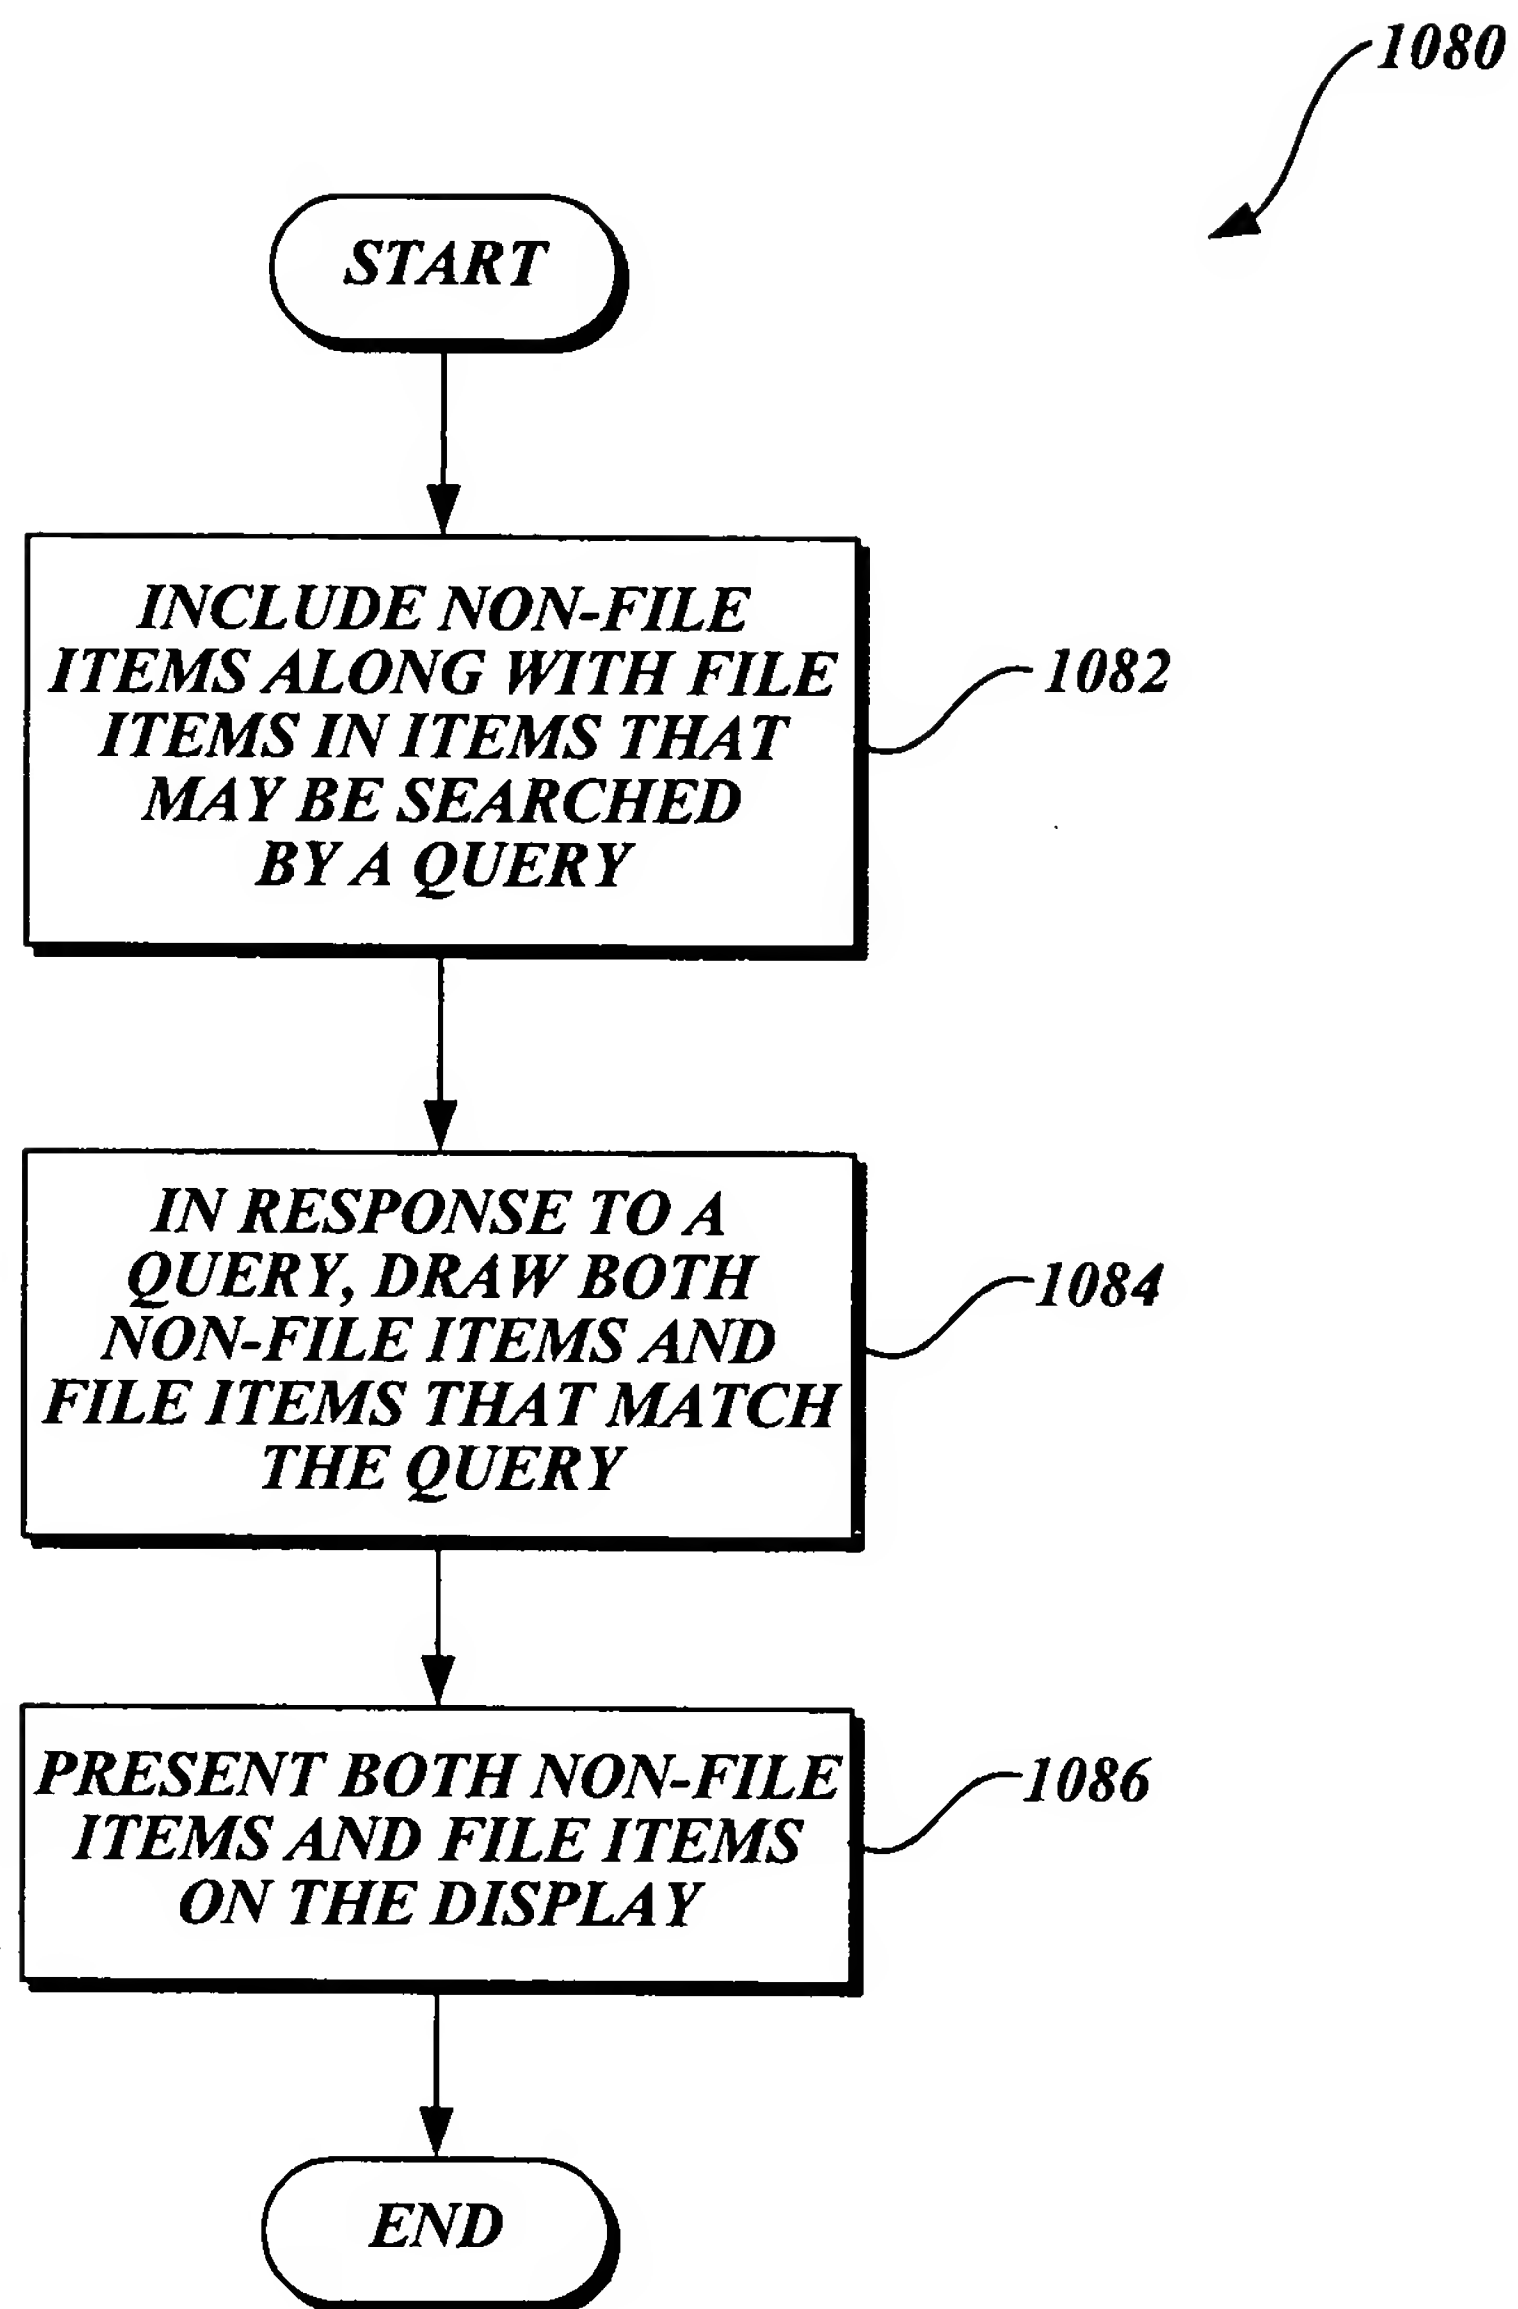 1080
START
INCLUDE NON-FILE
ITEMS ALONG WITH FILE
ITEMS IN ITEMS THAT
MAY BE SEARCHED
BY A QUERY
1082
IN RESPONSE TO A
QUERY, DRAW BOTH
NON-FILE ITEMS AND
FILE ITEMS THAT MATCH
THE QUERY
1084
PRESENT BOTH NON-FILE
ITEMS AND FILE ITEMS
ON THE DISPLAY
1086
END